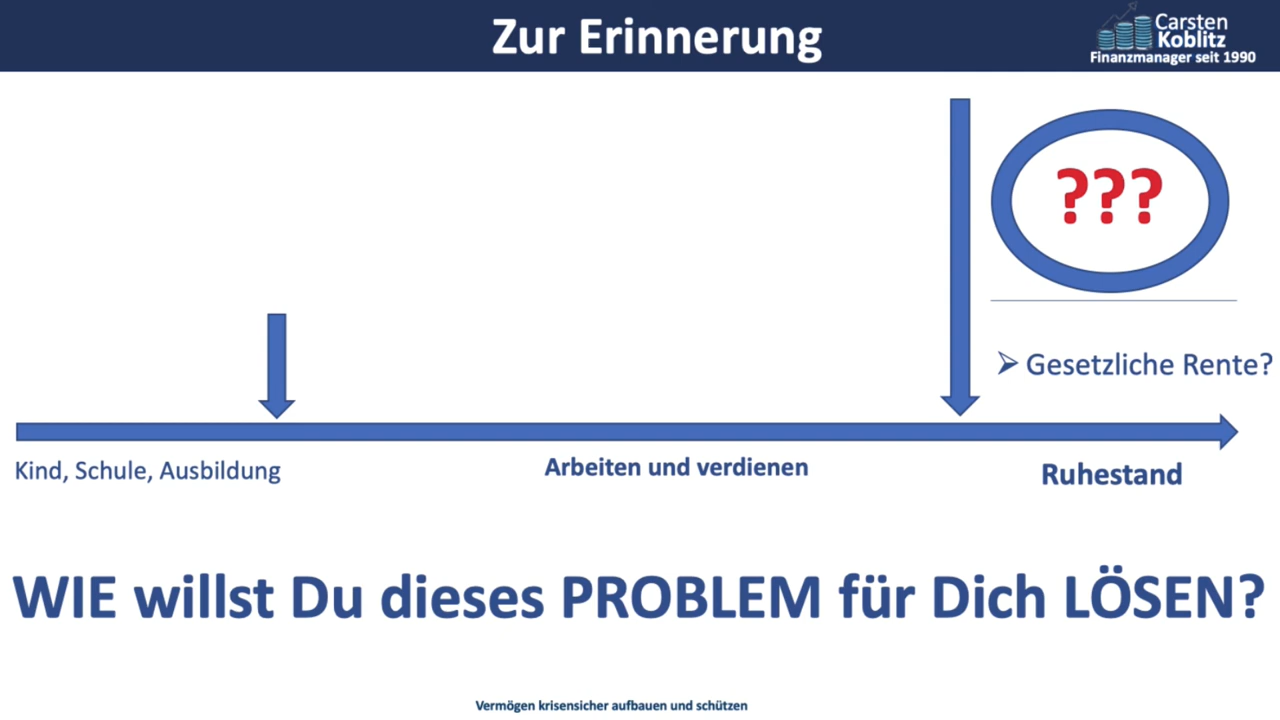 Zur Erinnerung
Carsten
Koblitz
Finanzmanager seit 1990
???
➢ Gesetzliche Rente?
Kind, Schule, Ausbildung
Arbeiten und verdienen
Ruhestand
WIE willst Du dieses PROBLEM für Dich LÖSEN?
Vermögen krisensicher aufbauen und schützen